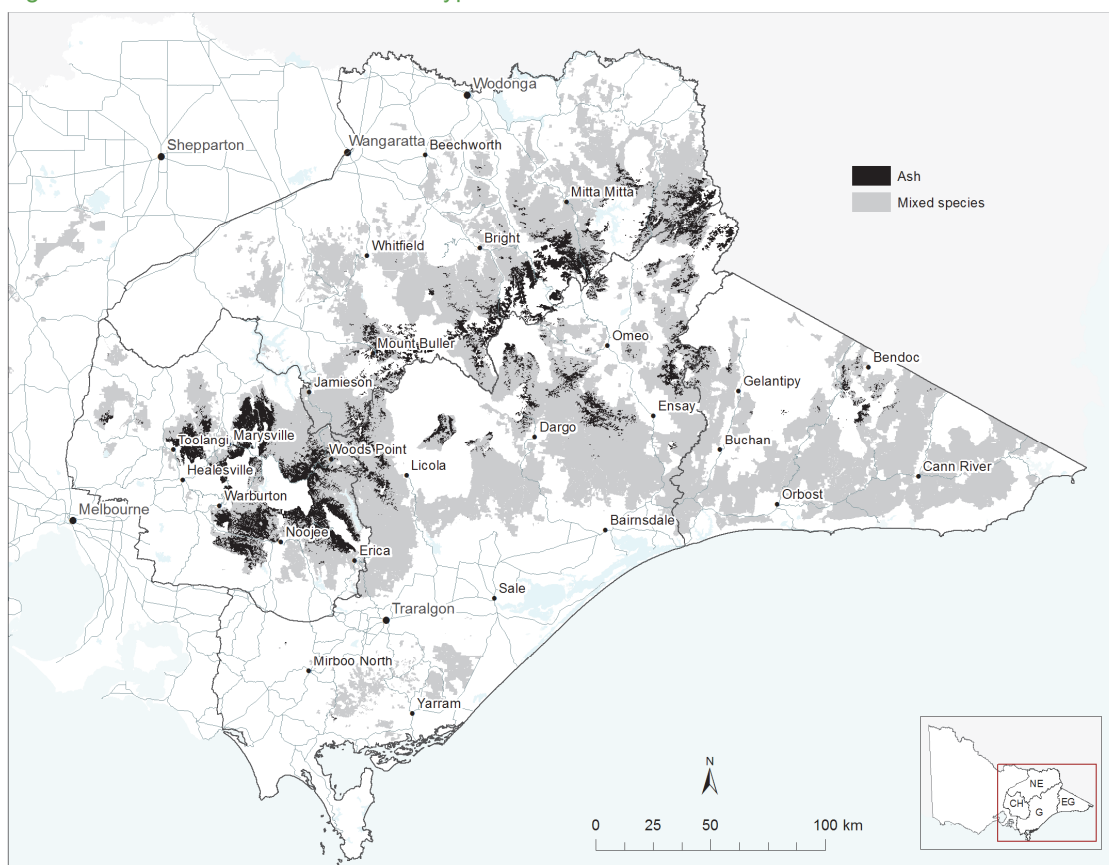 Wodonga
Shepparton
Wangaratta
Beechworth
Ash
Mitta Mitta
Mixed species
Whitfield
Bright
Omeo
Mount Buller
Bendoc
Jamieson
Gelantipy
Ensay
Marysville
Dargo
Toolangi
Buchan
Woods Point
Healesville
Licola
Cann River
Warburton
Orbost
Melbourne
Bairnsdale
Noojee
Erica
Sale
Traralgon
Mirboo North
Yarram
N
NE
CH
G
EG
0 25 50 100 km